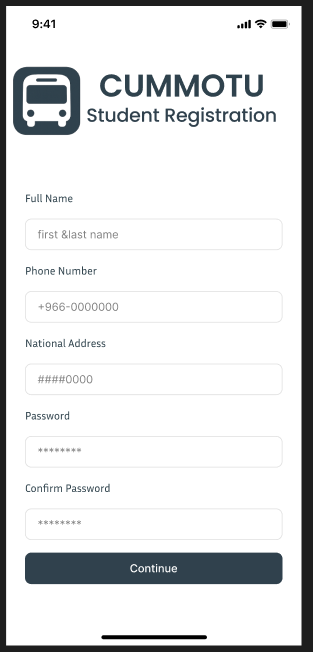 9:41
CUMMOTU
Student Registration
Full Name
first &last name
Phone Number
+966-0000000
National Address
####0000
Password
********
Confirm Password
********
Continue